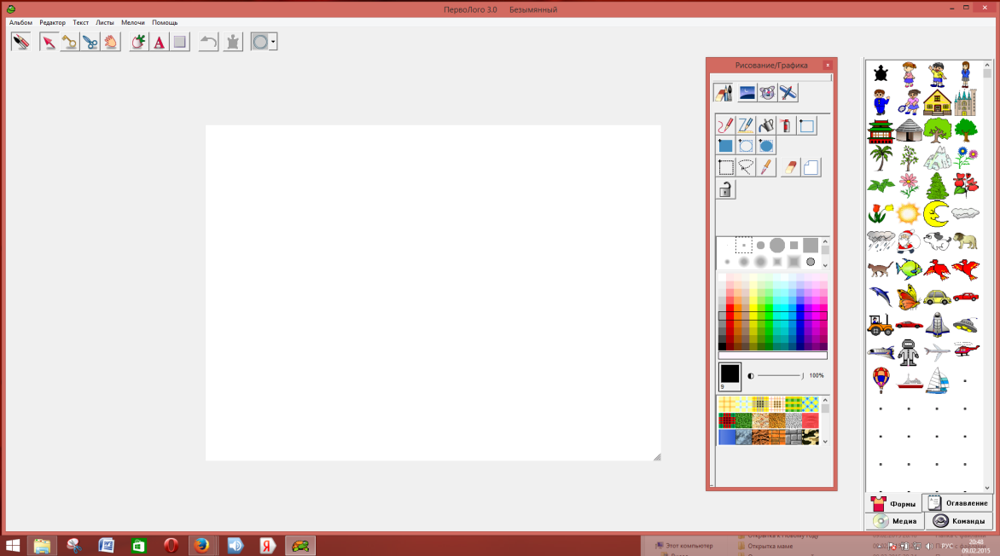 ПервоЛого 3.0 Безымянный
Альбом Редактор Текст Листы Мелочи Помощь
Рисование/Графика
9
100%
Формы
Оглавление
Медиа
Команды
Открытка к Новому году
Этот компьютер
Открытка маме
РУС
20:48
09.02.2015